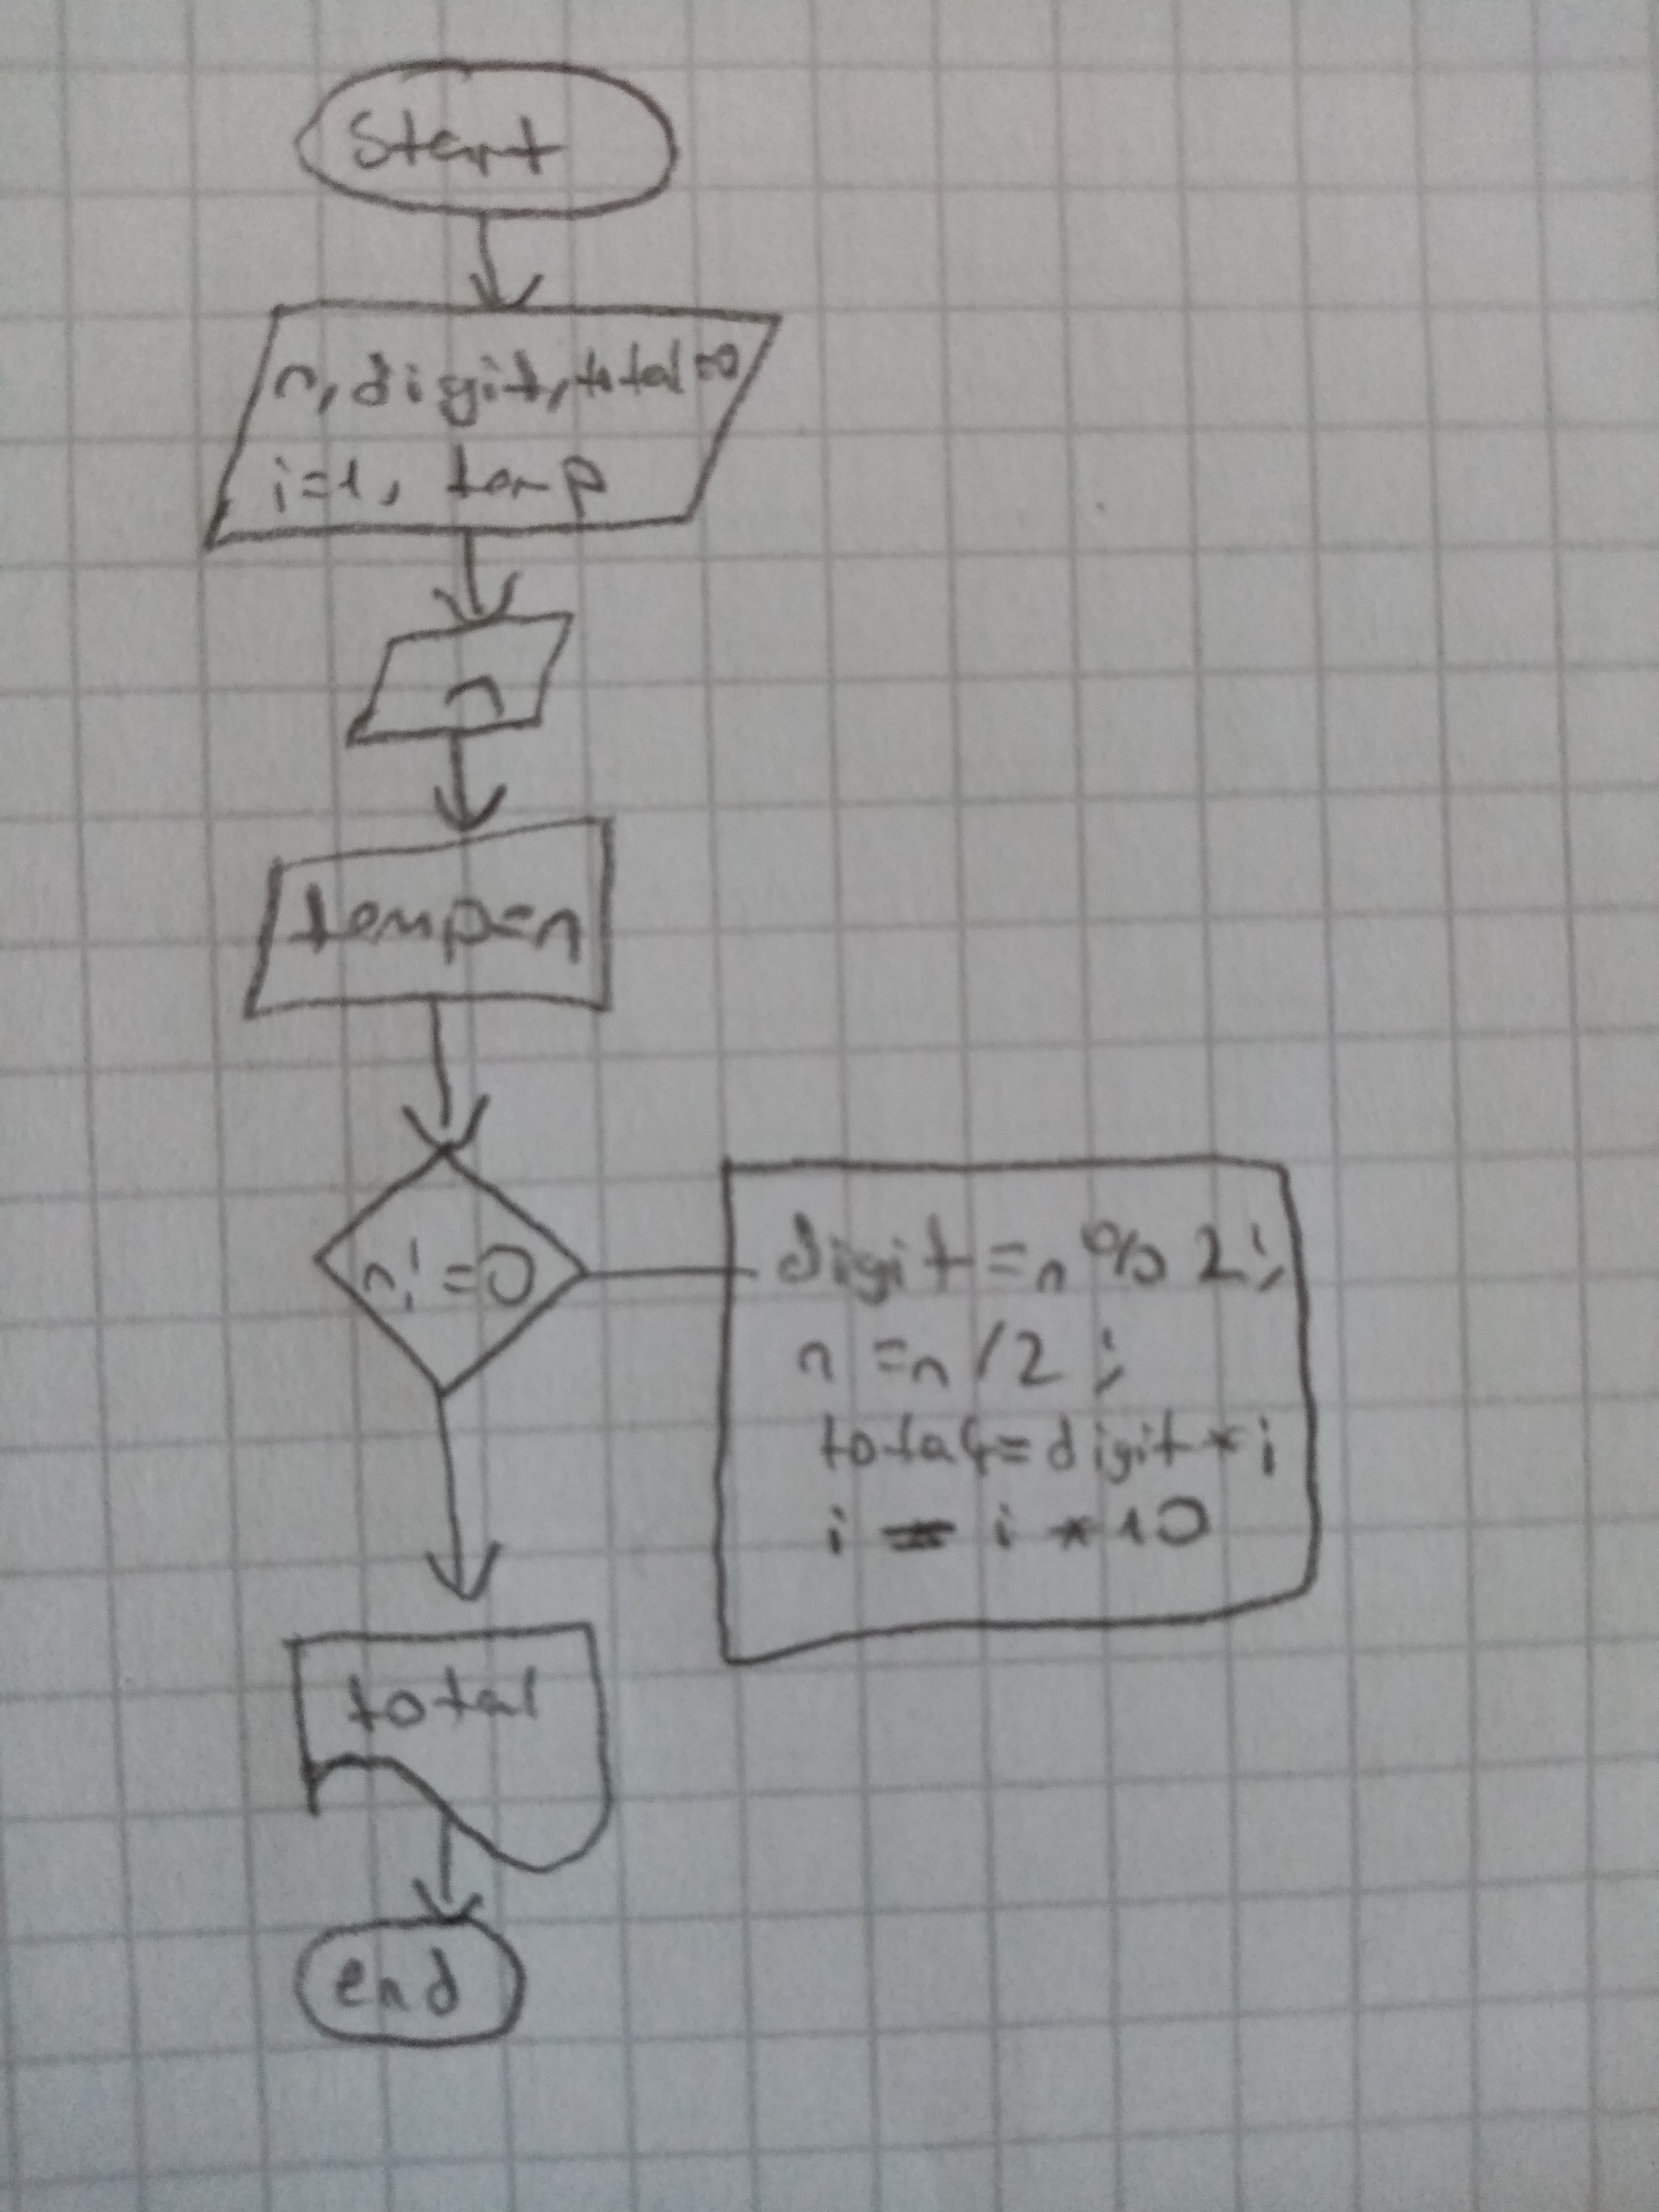 Start
n, digit, total=0
i=1, temp
n
temp=n
n!=0
digit=n%2;
n=n/2;
total+=digit*i
i=i*10
total
end